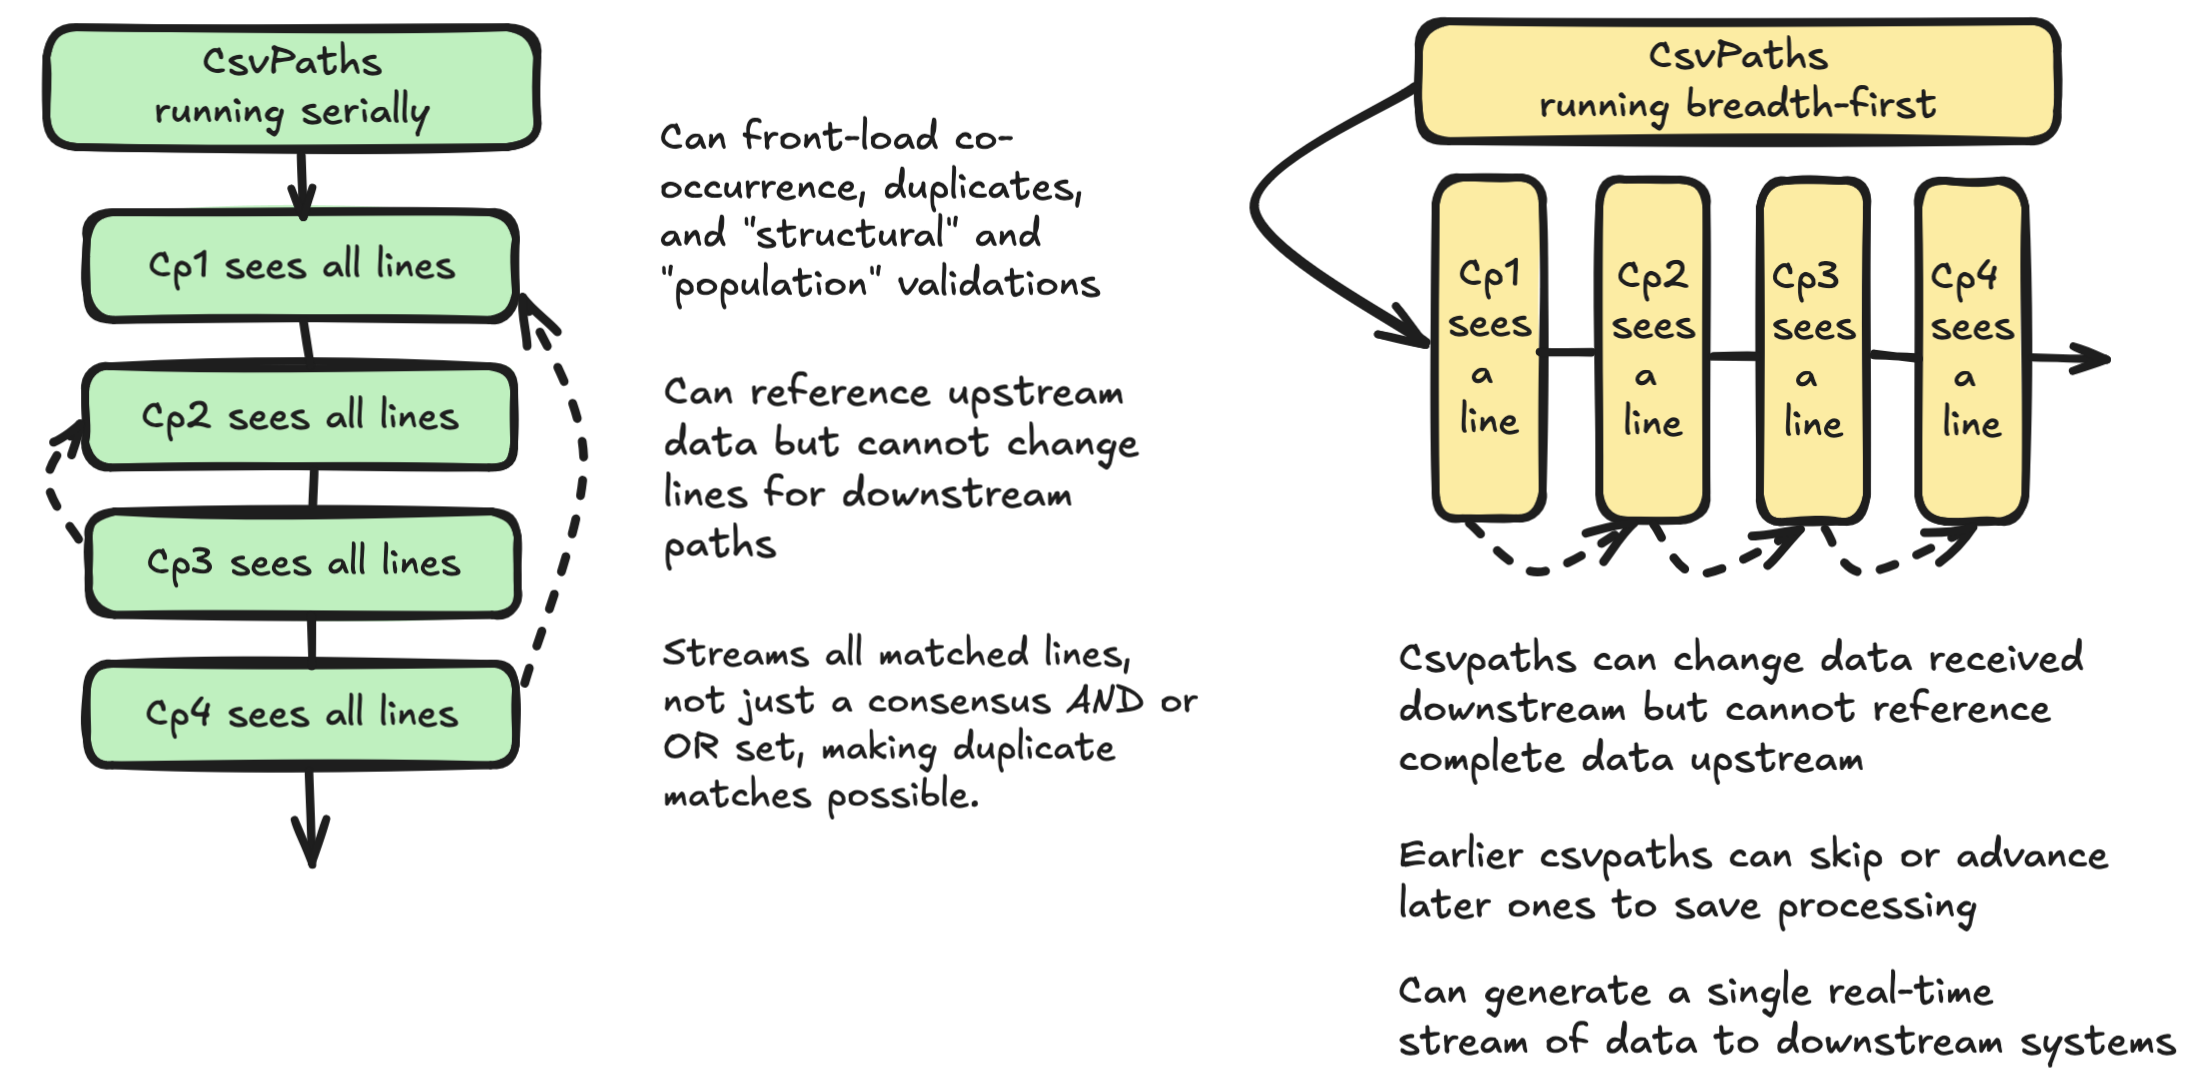 CsvPaths
running serially
Cp1 sees all lines
Cp2 sees all lines
Cp3 sees all lines
Cp4 sees all lines
Can front-load co-
occurrence, duplicates,
and "structural" and
"population" validations
Can reference upstream
data but cannot change
lines for downstream
paths
Streams all matched lines,
not just a consensus AND or
OR set, making duplicate
matches possible.
CsvPaths
running breadth-first
Cp1
sees
a
line
Cp2
sees
a
line
Cp3
sees
a
line
Cp4
sees
a
line
Csvpaths can change data received
downstream but cannot reference
complete data upstream
Earlier csvpaths can skip or advance
later ones to save processing
Can generate a single real-time
stream of data to downstream systems